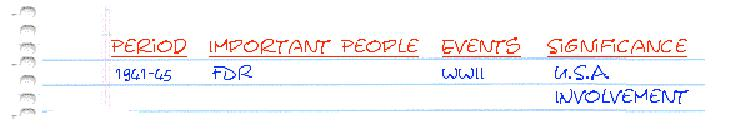 PERIOD IMPORTANT PEOPLE EVENTS SIGNIFICANCE
1941-45 FDR WWII U.S.A.
INVOLVEMENT